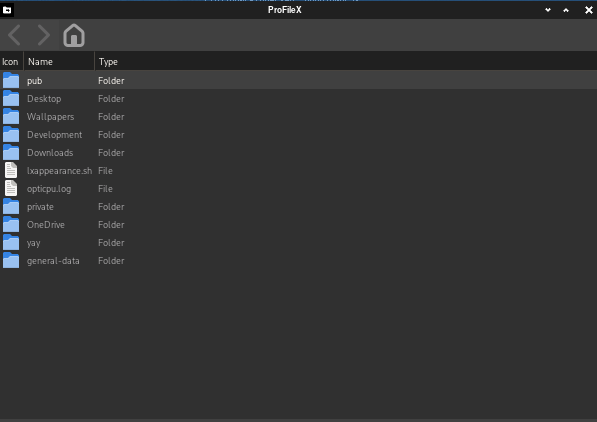 ProFileX
Icon Name Type
pub Folder
Desktop Folder
Wallpapers Folder
Development Folder
Downloads Folder
lxappearance.sh File
opticpu.log File
private Folder
OneDrive Folder
yay Folder
general-data Folder